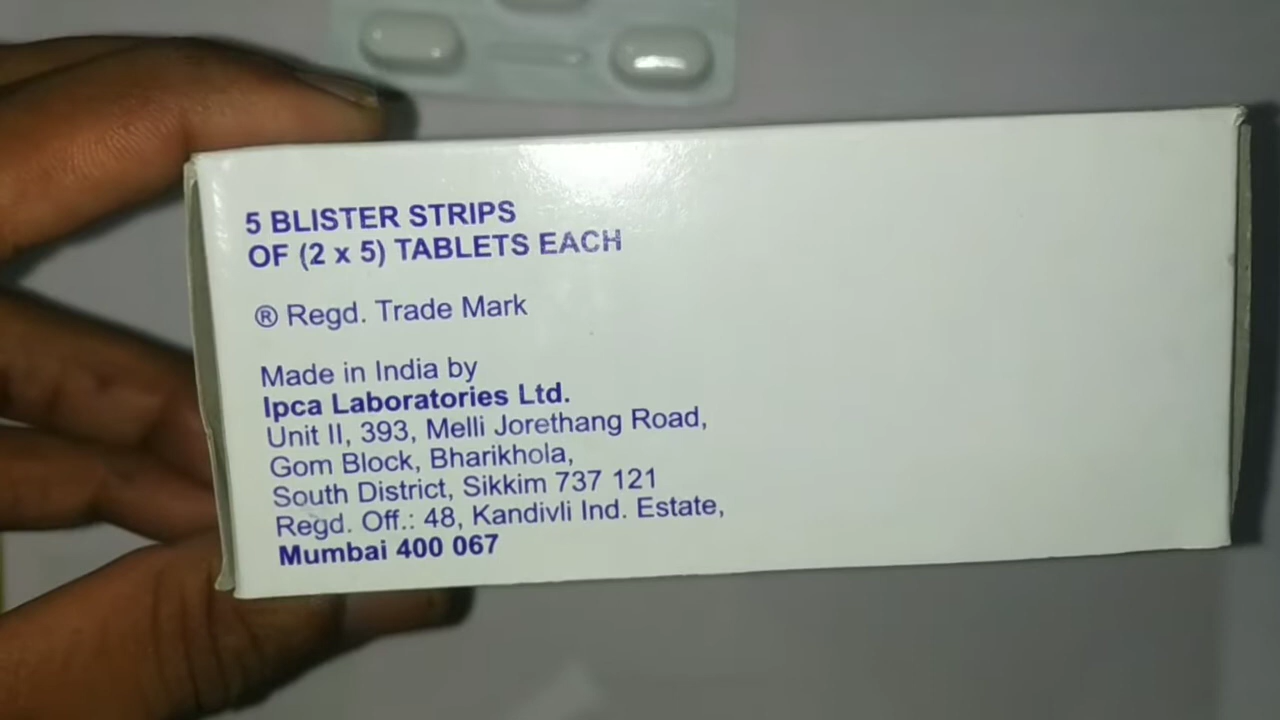 5 BLISTER STRIPS
OF (2 x 5) TABLETS EACH
® Regd. Trade Mark
Made in India by
Ipca Laboratories Ltd.
Unit II, 393, Melli Jorethang Road,
Gom Block, Bharikhola,
South District, Sikkim 737 121
Regd. Off.: 48, Kandivli Ind. Estate,
Mumbai 400 067